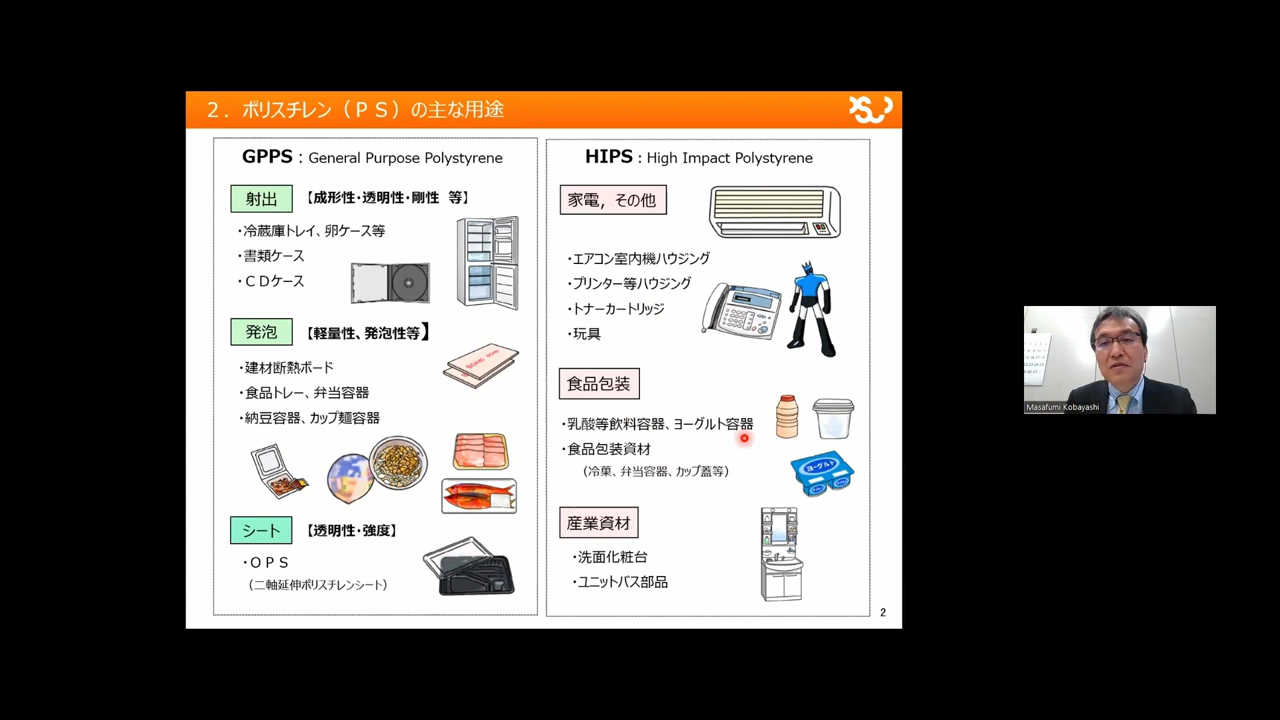 ２．ポリスチレン（ＰＳ）の主な用途
GPPS：General Purpose Polystyrene
射出 【成形性・透明性・剛性 等】
・冷蔵庫トレイ、卵ケース等
・書類ケース
・ＣＤケース
発泡 【軽量性、発泡性等】
・建材断熱ボード
・食品トレー、弁当容器
・納豆容器、カップ麺容器
シート 【透明性・強度】
・ＯＰＳ
（二軸延伸ポリスチレンシート）
HIPS：High Impact Polystyrene
家電，その他
・エアコン室内機ハウジング
・プリンター等ハウジング
・トナーカートリッジ
・玩具
食品包装
・乳酸等飲料容器、ヨーグルト容器
・食品包装資材
（冷菓、弁当容器、カップ蓋等）
ヨーグルト
産業資材
・洗面化粧台
・ユニットバス部品
2
Masafumi Kobayashi